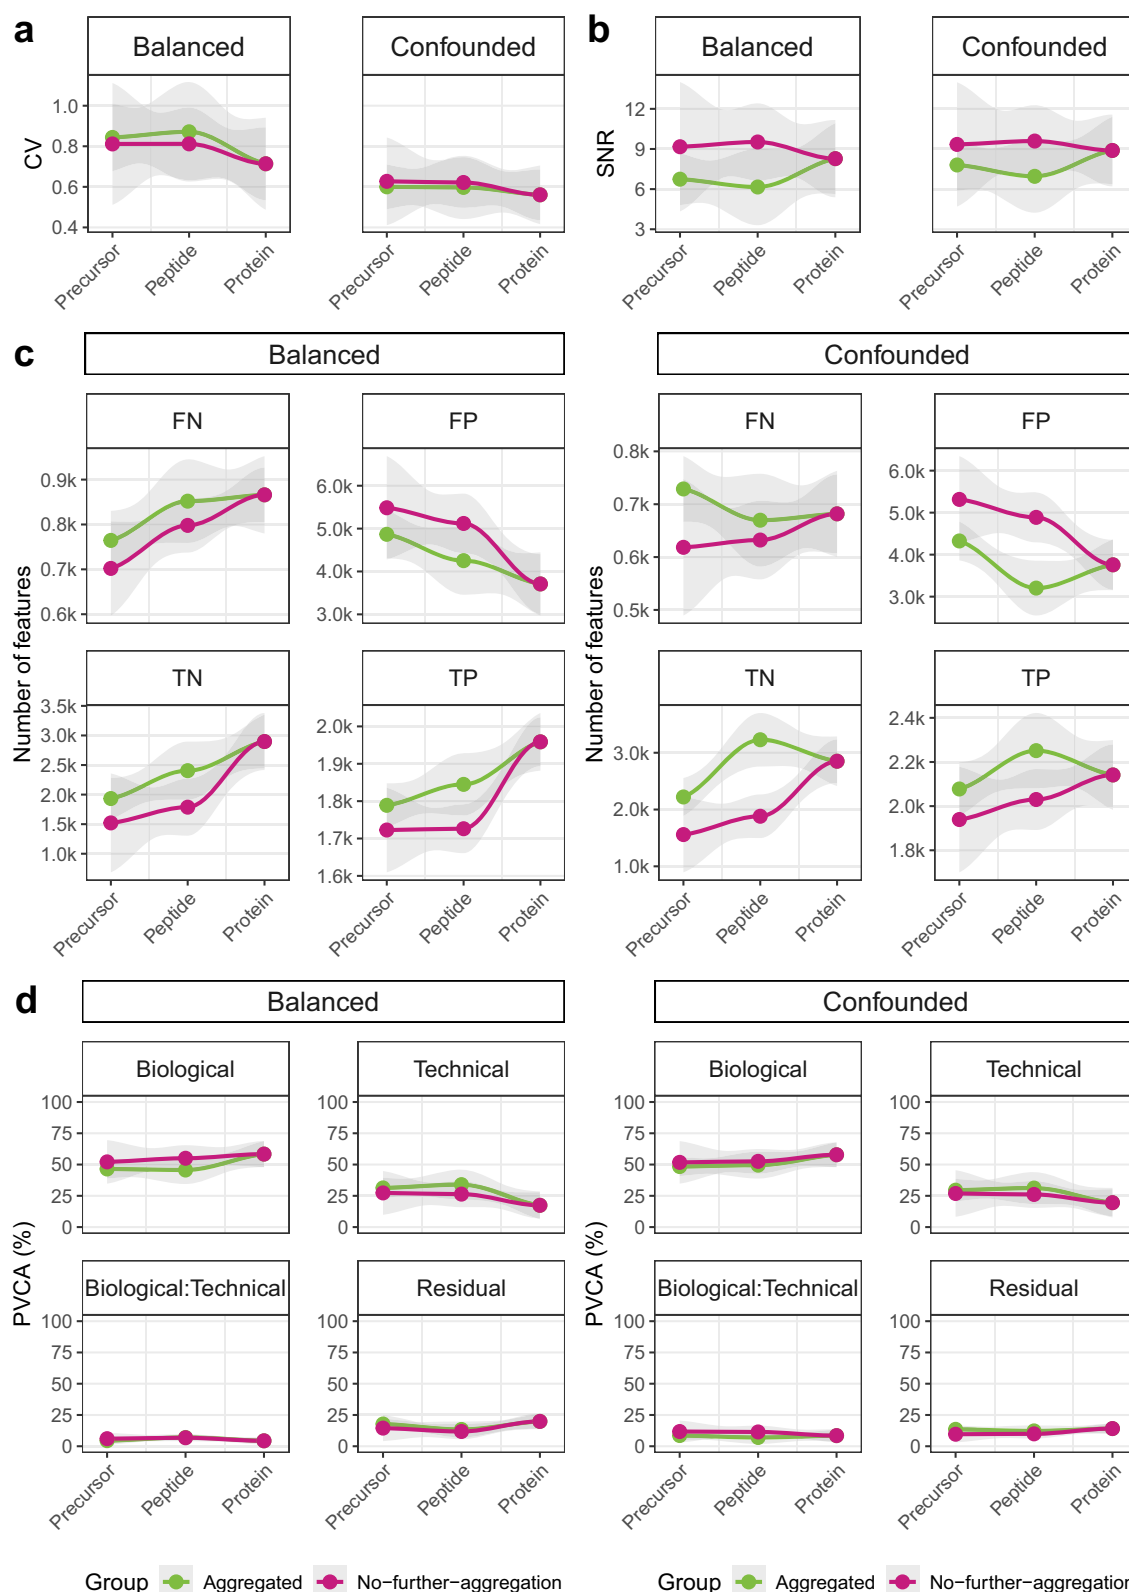 a
Balanced
Confounded
b
Balanced
Confounded
CV
1.0
0.8
0.6
0.4
SNR
12
9
6
3
Precursor
Peptide
Protein
Precursor
Peptide
Protein
Precursor
Peptide
Protein
Precursor
Peptide
Protein
c
Balanced
Confounded
Number of features
FN
0.9k
0.8k
0.7k
0.6k
FP
6.0k
5.0k
4.0k
3.0k
TN
3.5k
3.0k
2.5k
2.0k
1.5k
1.0k
TP
2.0k
1.9k
1.8k
1.7k
1.6k
Precursor
Peptide
Protein
Precursor
Peptide
Protein
Number of features
FN
0.8k
0.7k
0.6k
0.5k
FP
6.0k
5.0k
4.0k
3.0k
TN
3.0k
2.0k
1.0k
TP
2.4k
2.2k
2.0k
1.8k
Precursor
Peptide
Protein
Precursor
Peptide
Protein
d
Balanced
Confounded
PVCA (%)
Biological
100
75
50
25
0
Technical
100
75
50
25
0
Biological:Technical
100
75
50
25
0
Residual
100
75
50
25
0
Precursor
Peptide
Protein
Precursor
Peptide
Protein
PVCA (%)
Biological
100
75
50
25
0
Technical
100
75
50
25
0
Biological:Technical
100
75
50
25
0
Residual
100
75
50
25
0
Precursor
Peptide
Protein
Precursor
Peptide
Protein
Group Aggregated No−further−aggregation
Group Aggregated No−further−aggregation